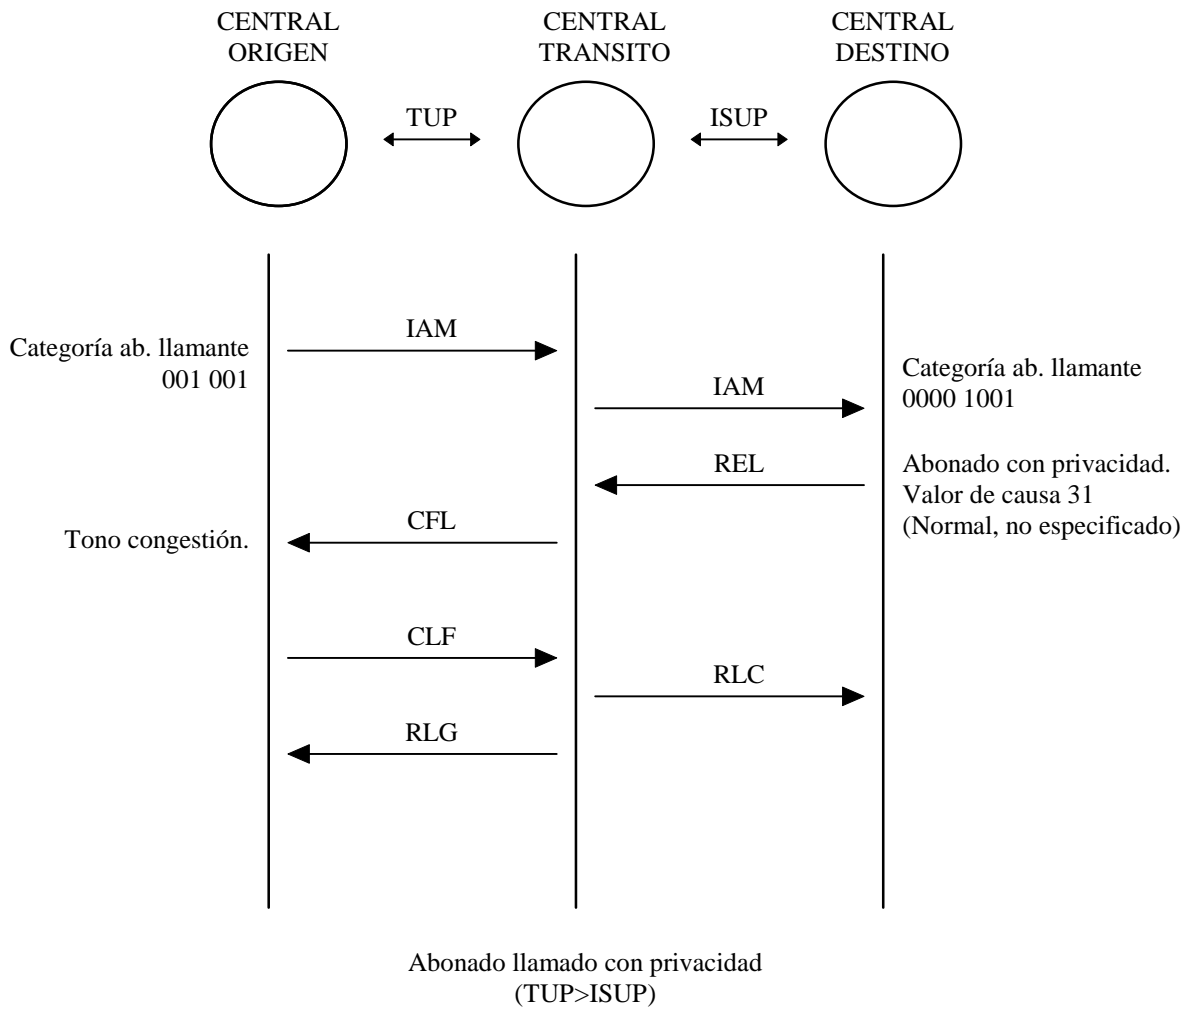 CENTRAL
ORIGEN
CENTRAL
TRANSITO
CENTRAL
DESTINO
TUP
ISUP
IAM
Categoría ab. llamante
001 001
IAM
Categoría ab. llamante
0000 1001
REL
Abonado con privacidad.
Valor de causa 31
(Normal, no especificado)
CFL
Tono congestión.
CLF
RLC
RLG
Abonado llamado con privacidad
(TUP>ISUP)